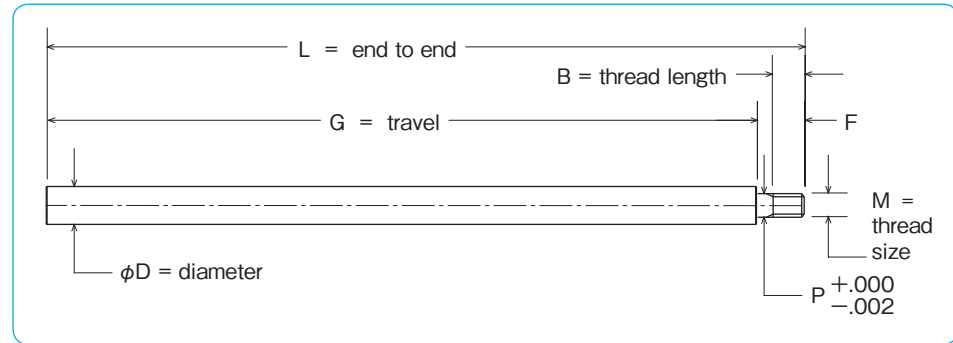 L = end to end
B = thread length
G = travel
F
M =
thread
size
φD = diameter
P +.000
−.002